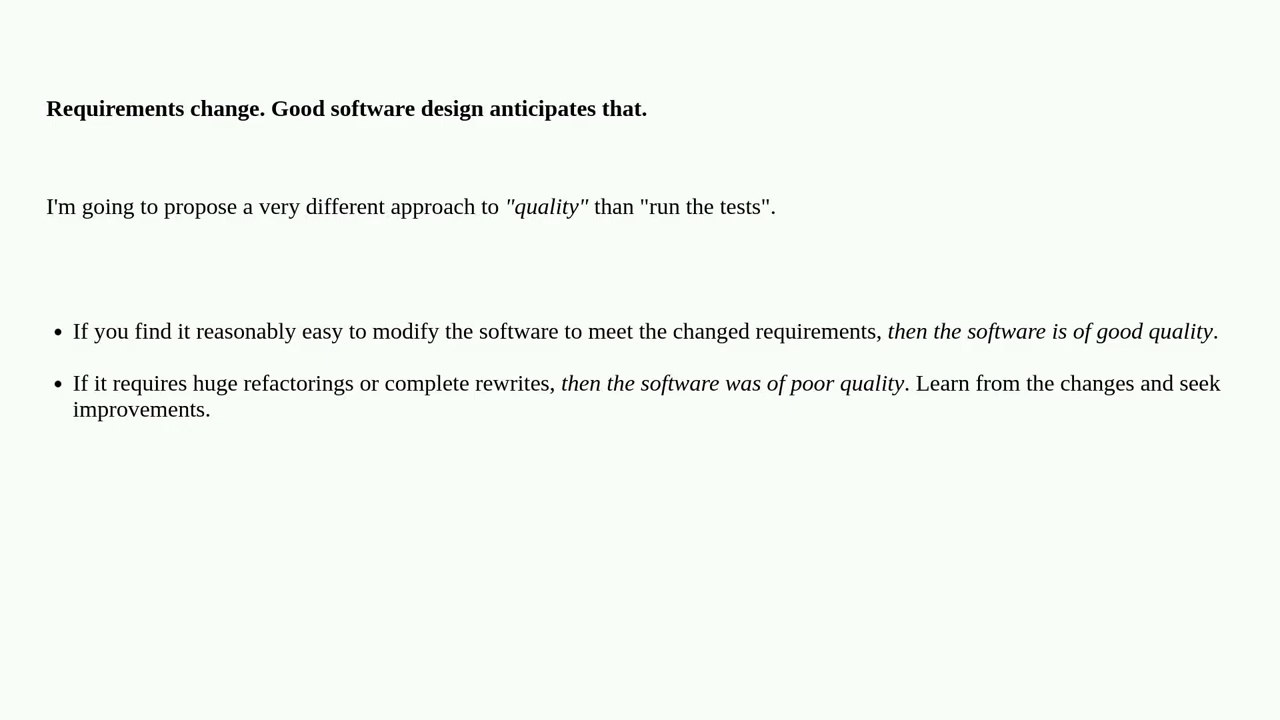 Requirements change. Good software design anticipates that.
I'm going to propose a very different approach to "quality" than "run the tests".
• If you find it reasonably easy to modify the software to meet the changed requirements, then the software is of good quality.
• If it requires huge refactorings or complete rewrites, then the software was of poor quality. Learn from the changes and seek
improvements.